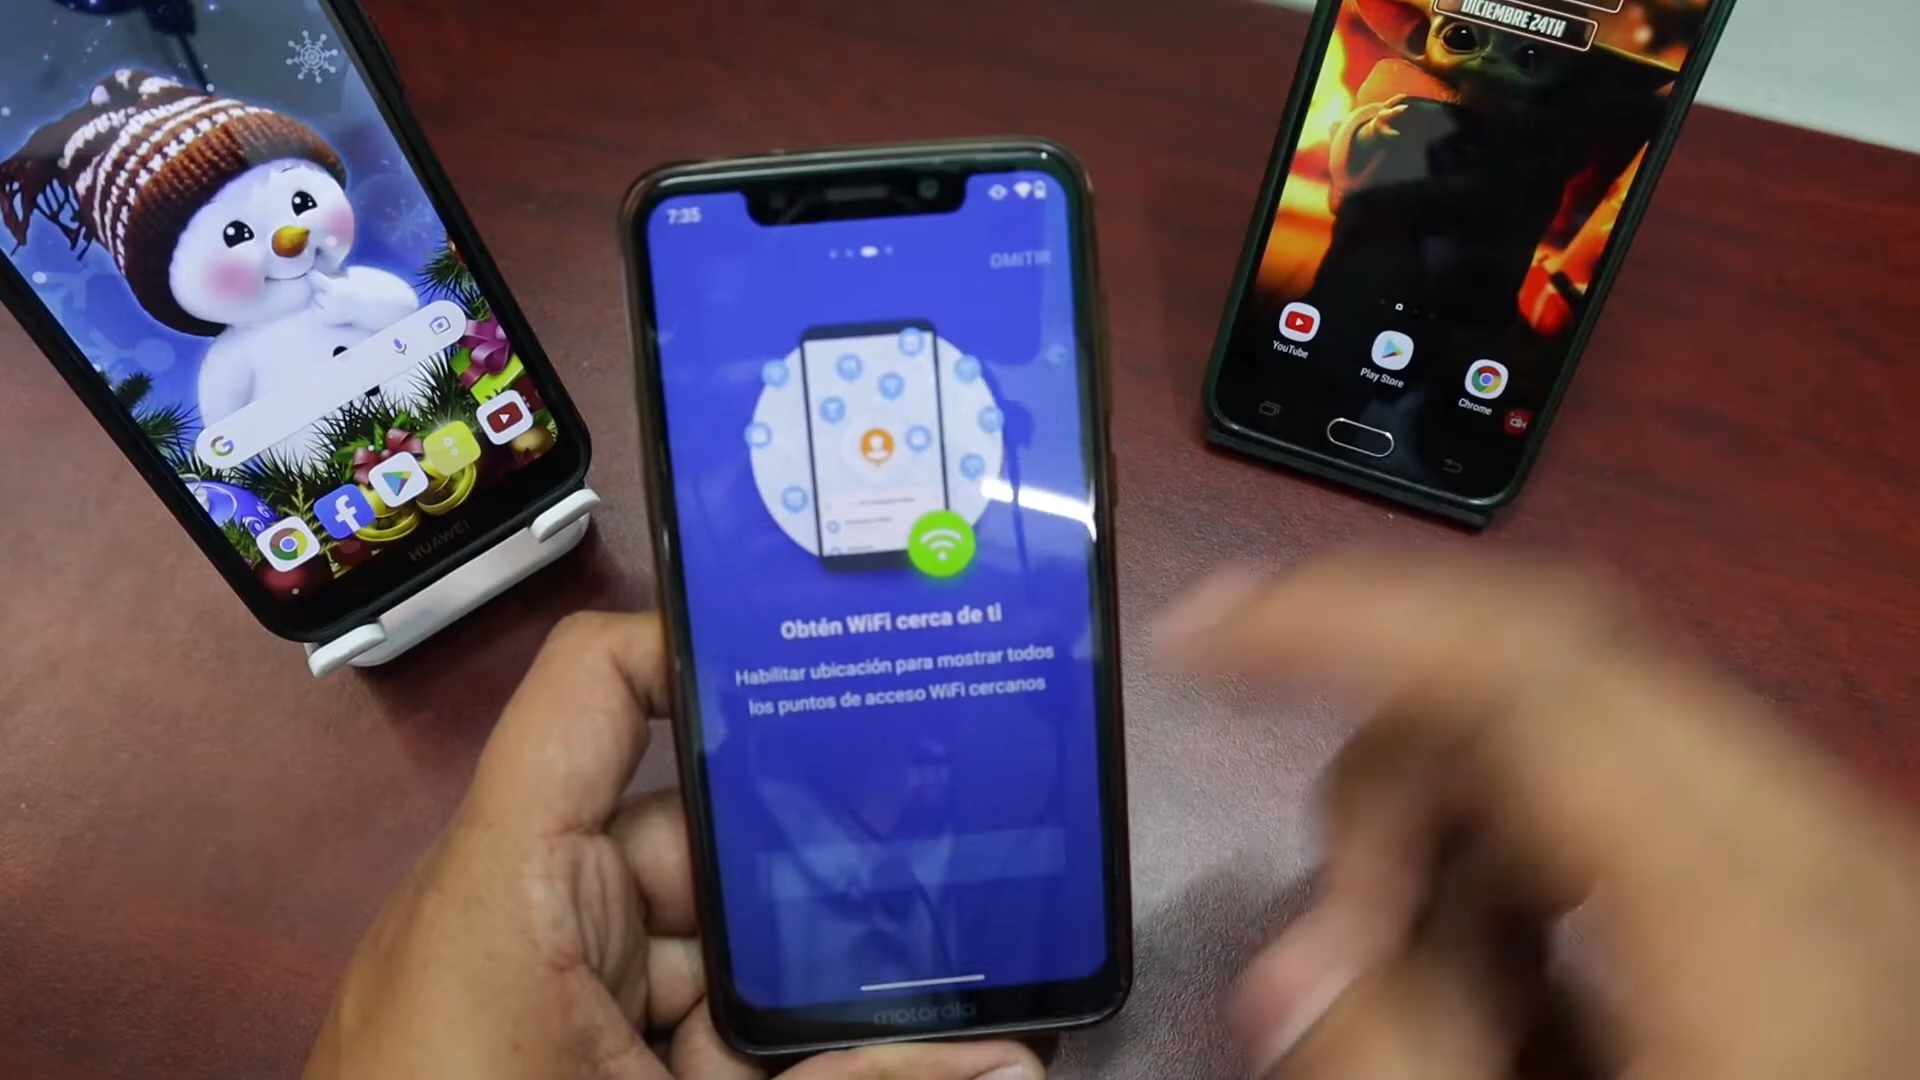 DICIEMBRE 24TH
7:35
OMITIR
YouTube
Play Store
Chrome
G
f
HUAWEI
Obtén WiFi cerca de ti
Habilitar ubicación para mostrar todos
los puntos de acceso WiFi cercanos
motorola